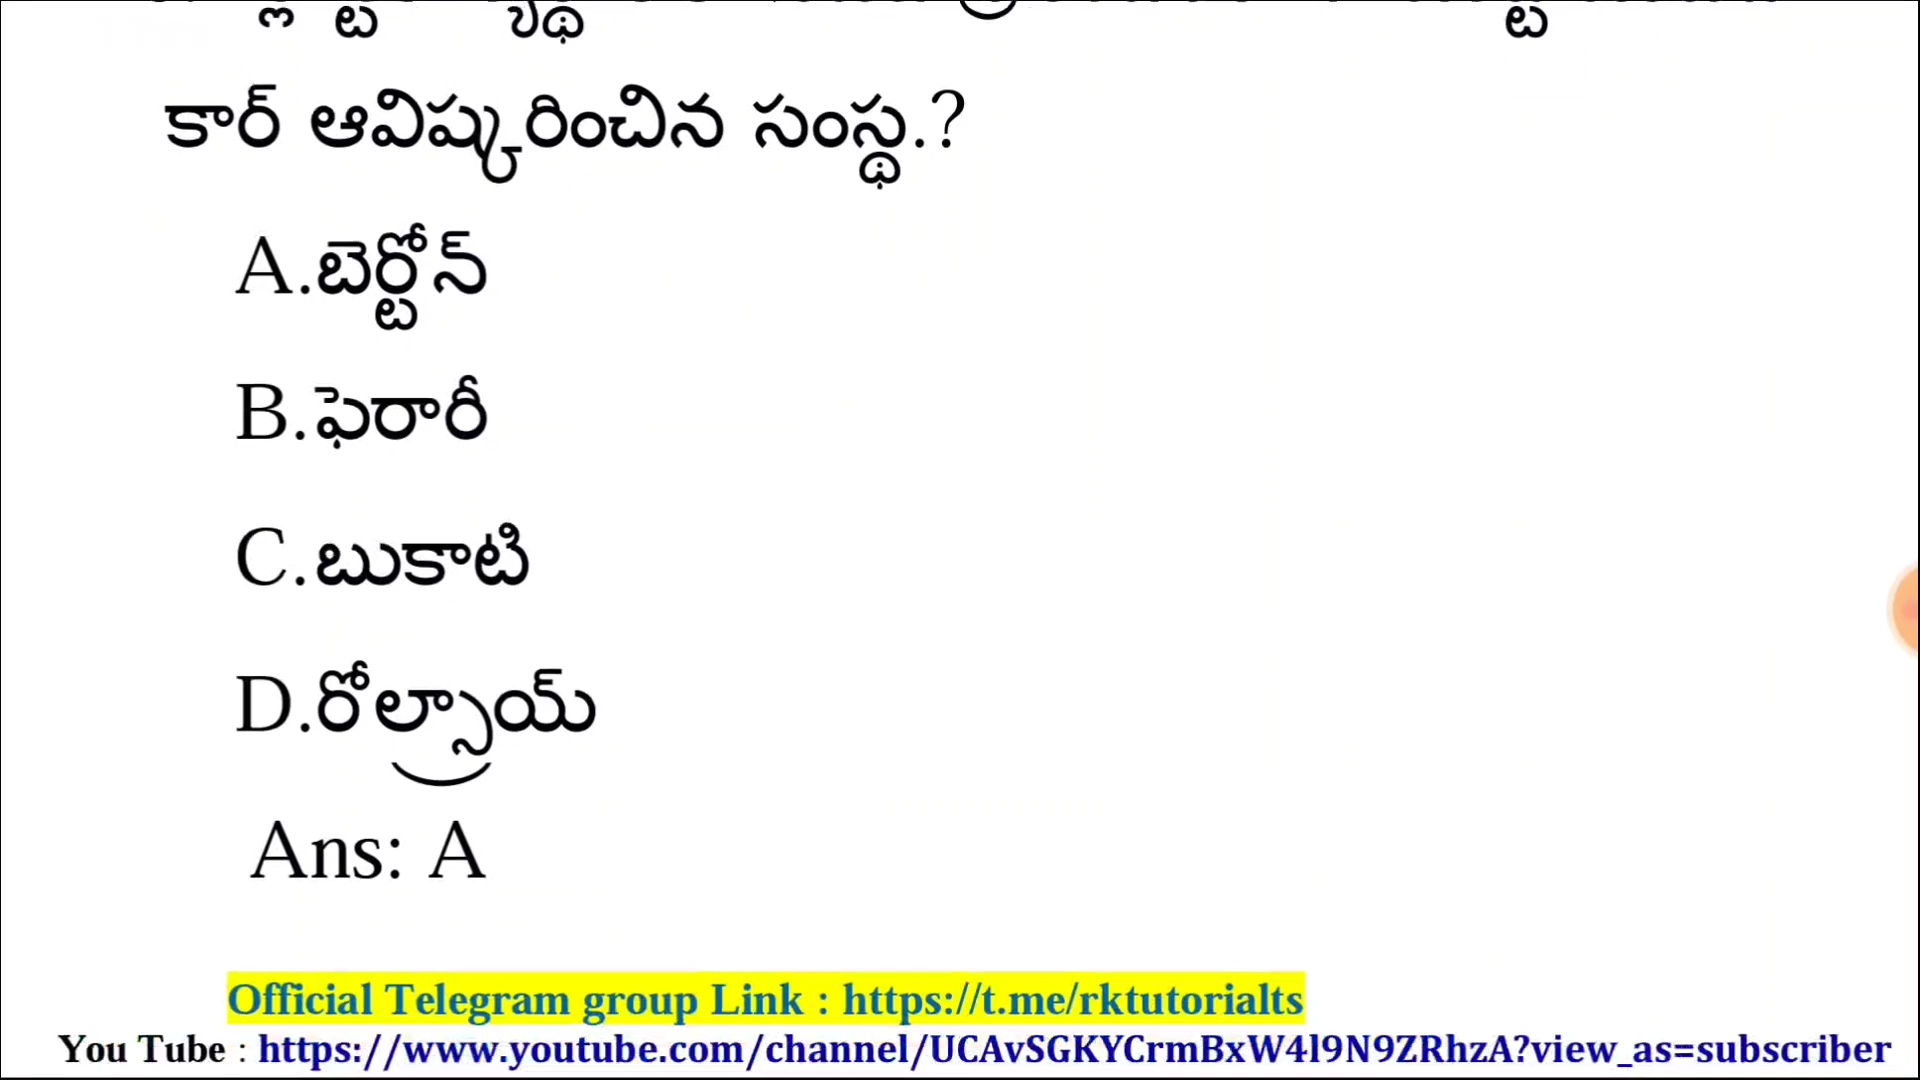 కార్ ఆవిష్కరించిన సంస్థ.?
A.బెర్టోన్
B.ఫెరారీ
C.బుకాటి
D.రోల్స్రాయ్
Ans: A
Official Telegram group Link : https://t.me/rktutorialts
You Tube : https://www.youtube.com/channel/UCAvSGKYCrmBxW4l9N9ZRhzA?view_as=subscriber